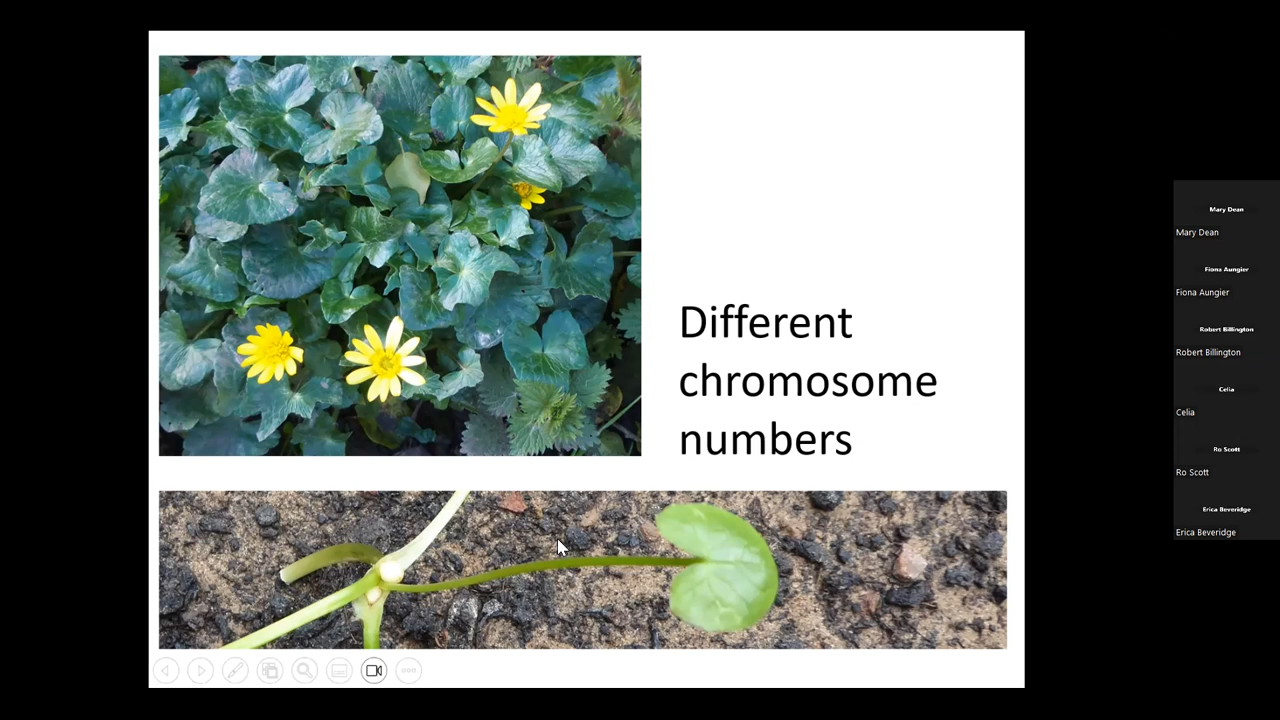 Different
chromosome
numbers
Mary Dean
Mary Dean
Fiona Aungier
Fiona Aungier
Robert Billington
Robert Billington
Celia
Celia
Ro Scott
Ro Scott
Erica Beveridge
Erica Beveridge